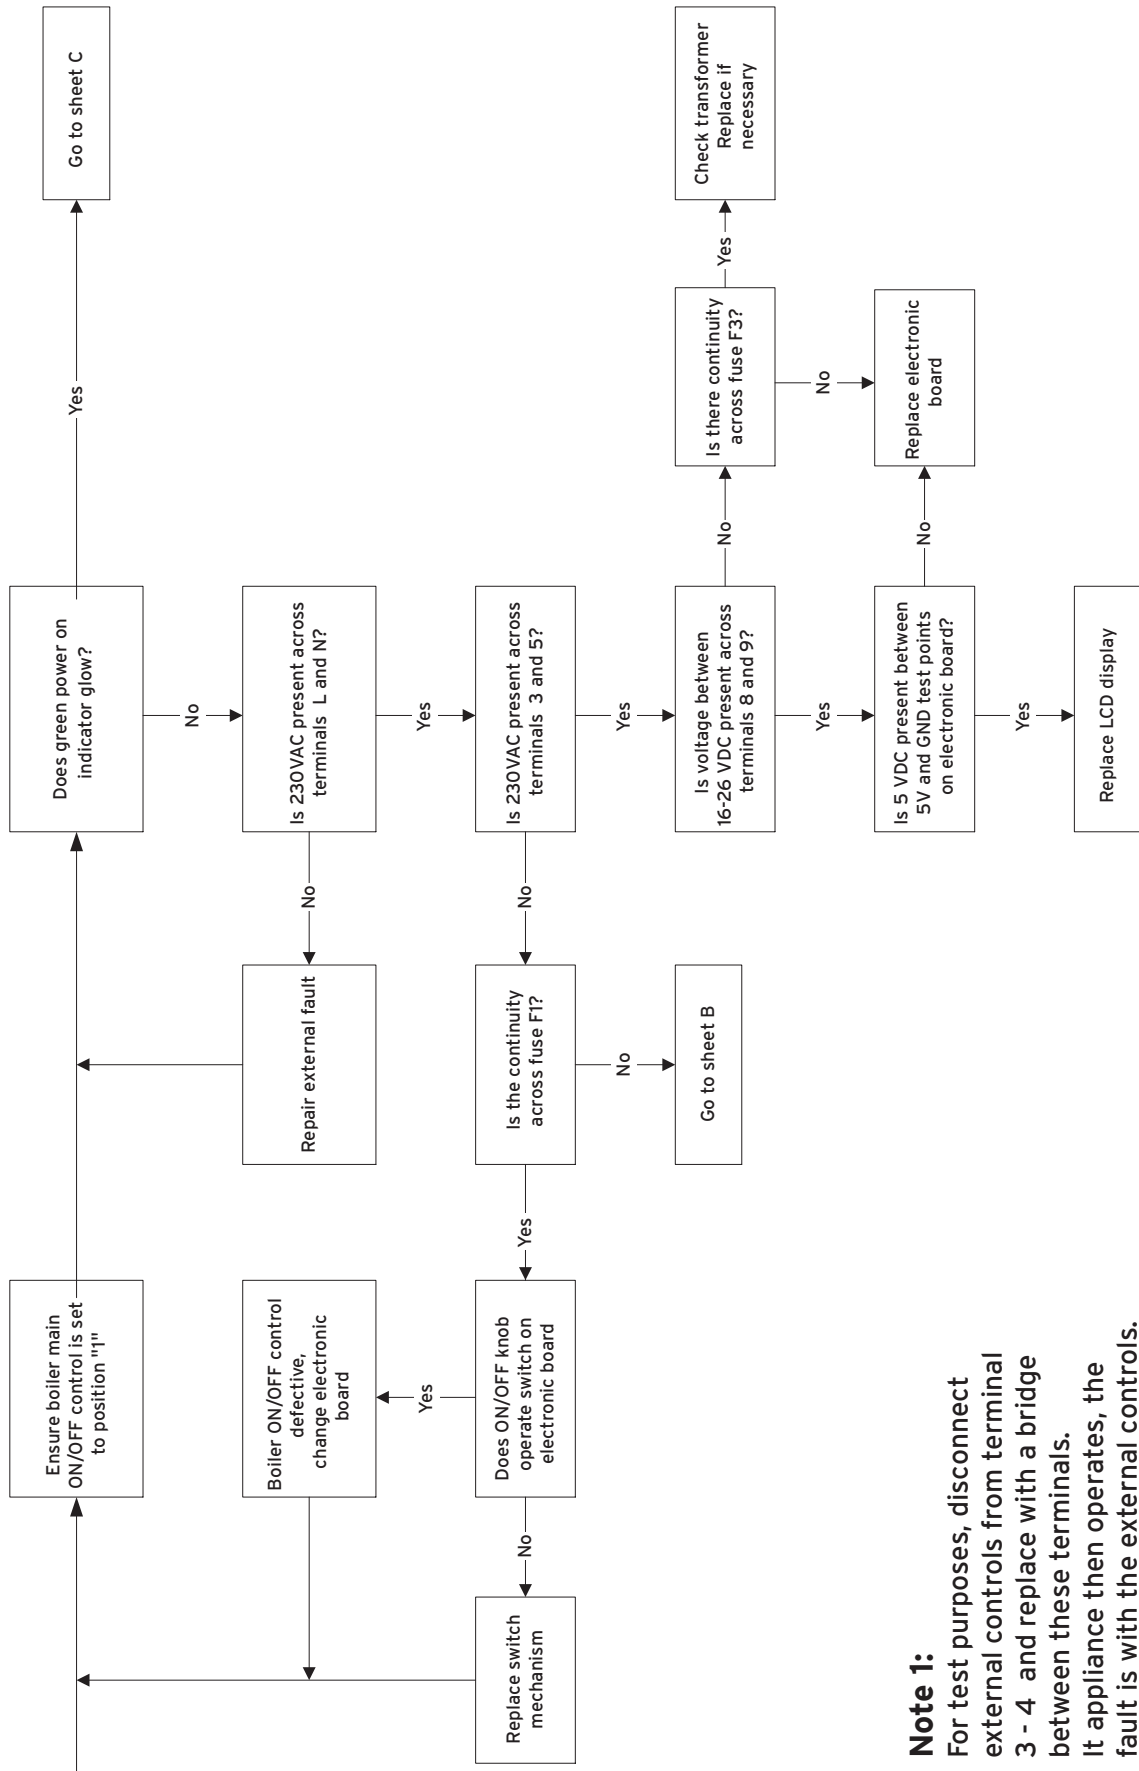 Ensure boiler main
ON/OFF control is set
to position "1"
Does green power on
indicator glow?
Yes
Go to sheet C
No
Boiler ON/OFF control
defective,
change electronic
board
Repair external fault
No
Is 230VAC present across
terminals L and N?
Yes
Yes
Replace switch
mechanism
No
Does ON/OFF knob
operate switch on
electronic board
Yes
Is the continuity
across fuse F1?
No
Is 230VAC present across
terminals 3 and 5?
No
Yes
Go to sheet B
Is voltage between
16-26 VDC present across
terminals 8 and 9?
No
Is there continuity
across fuse F3?
Yes
Check transformer
Replace if
necessary
Yes
No
Is 5 VDC present between
5V and GND test points
on electronic board?
No
Replace electronic
board
Yes
Replace LCD display
Note 1:
For test purposes, disconnect
external controls from terminal
3 - 4 and replace with a bridge
between these terminals.
It appliance then operates, the
fault is with the external controls.